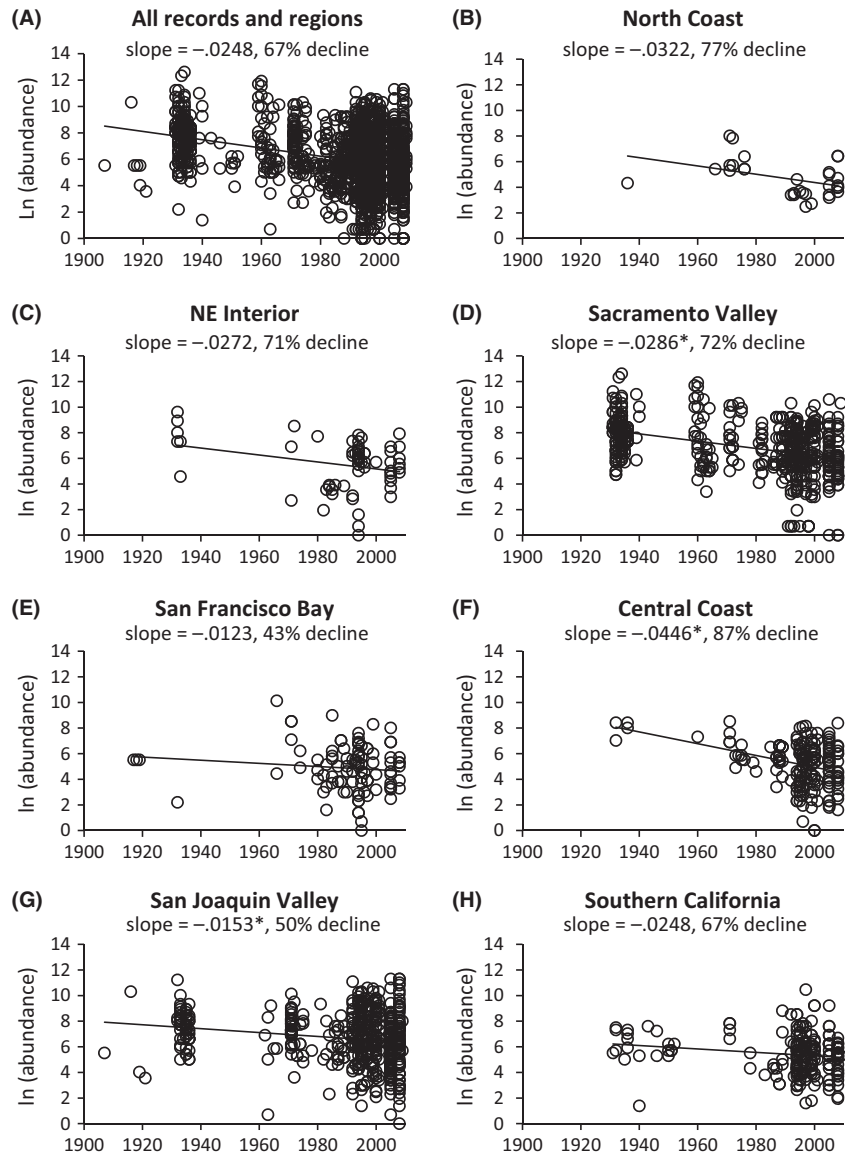 (A) All records and regions
slope = –.0248, 67% decline
Ln (abundance)
14
12
10
8
6
4
2
0
1900 1920 1940 1960 1980 2000
(B) North Coast
slope = –.0322, 77% decline
ln (abundance)
14
12
10
8
6
4
2
0
1900 1920 1940 1960 1980 2000
(C) NE Interior
slope = –.0272, 71% decline
ln (abundance)
14
12
10
8
6
4
2
0
1900 1920 1940 1960 1980 2000
(D) Sacramento Valley
slope = –.0286*, 72% decline
ln (abundance)
14
12
10
8
6
4
2
0
1900 1920 1940 1960 1980 2000
(E) San Francisco Bay
slope = –.0123, 43% decline
ln (abundance)
14
12
10
8
6
4
2
0
1900 1920 1940 1960 1980 2000
(F) Central Coast
slope = –.0446*, 87% decline
ln (abundance)
14
12
10
8
6
4
2
0
1900 1920 1940 1960 1980 2000
(G) San Joaquin Valley
slope = –.0153*, 50% decline
ln (abundance)
14
12
10
8
6
4
2
0
1900 1920 1940 1960 1980 2000
(H) Southern California
slope = –.0248, 67% decline
ln (abundance)
14
12
10
8
6
4
2
0
1900 1920 1940 1960 1980 2000